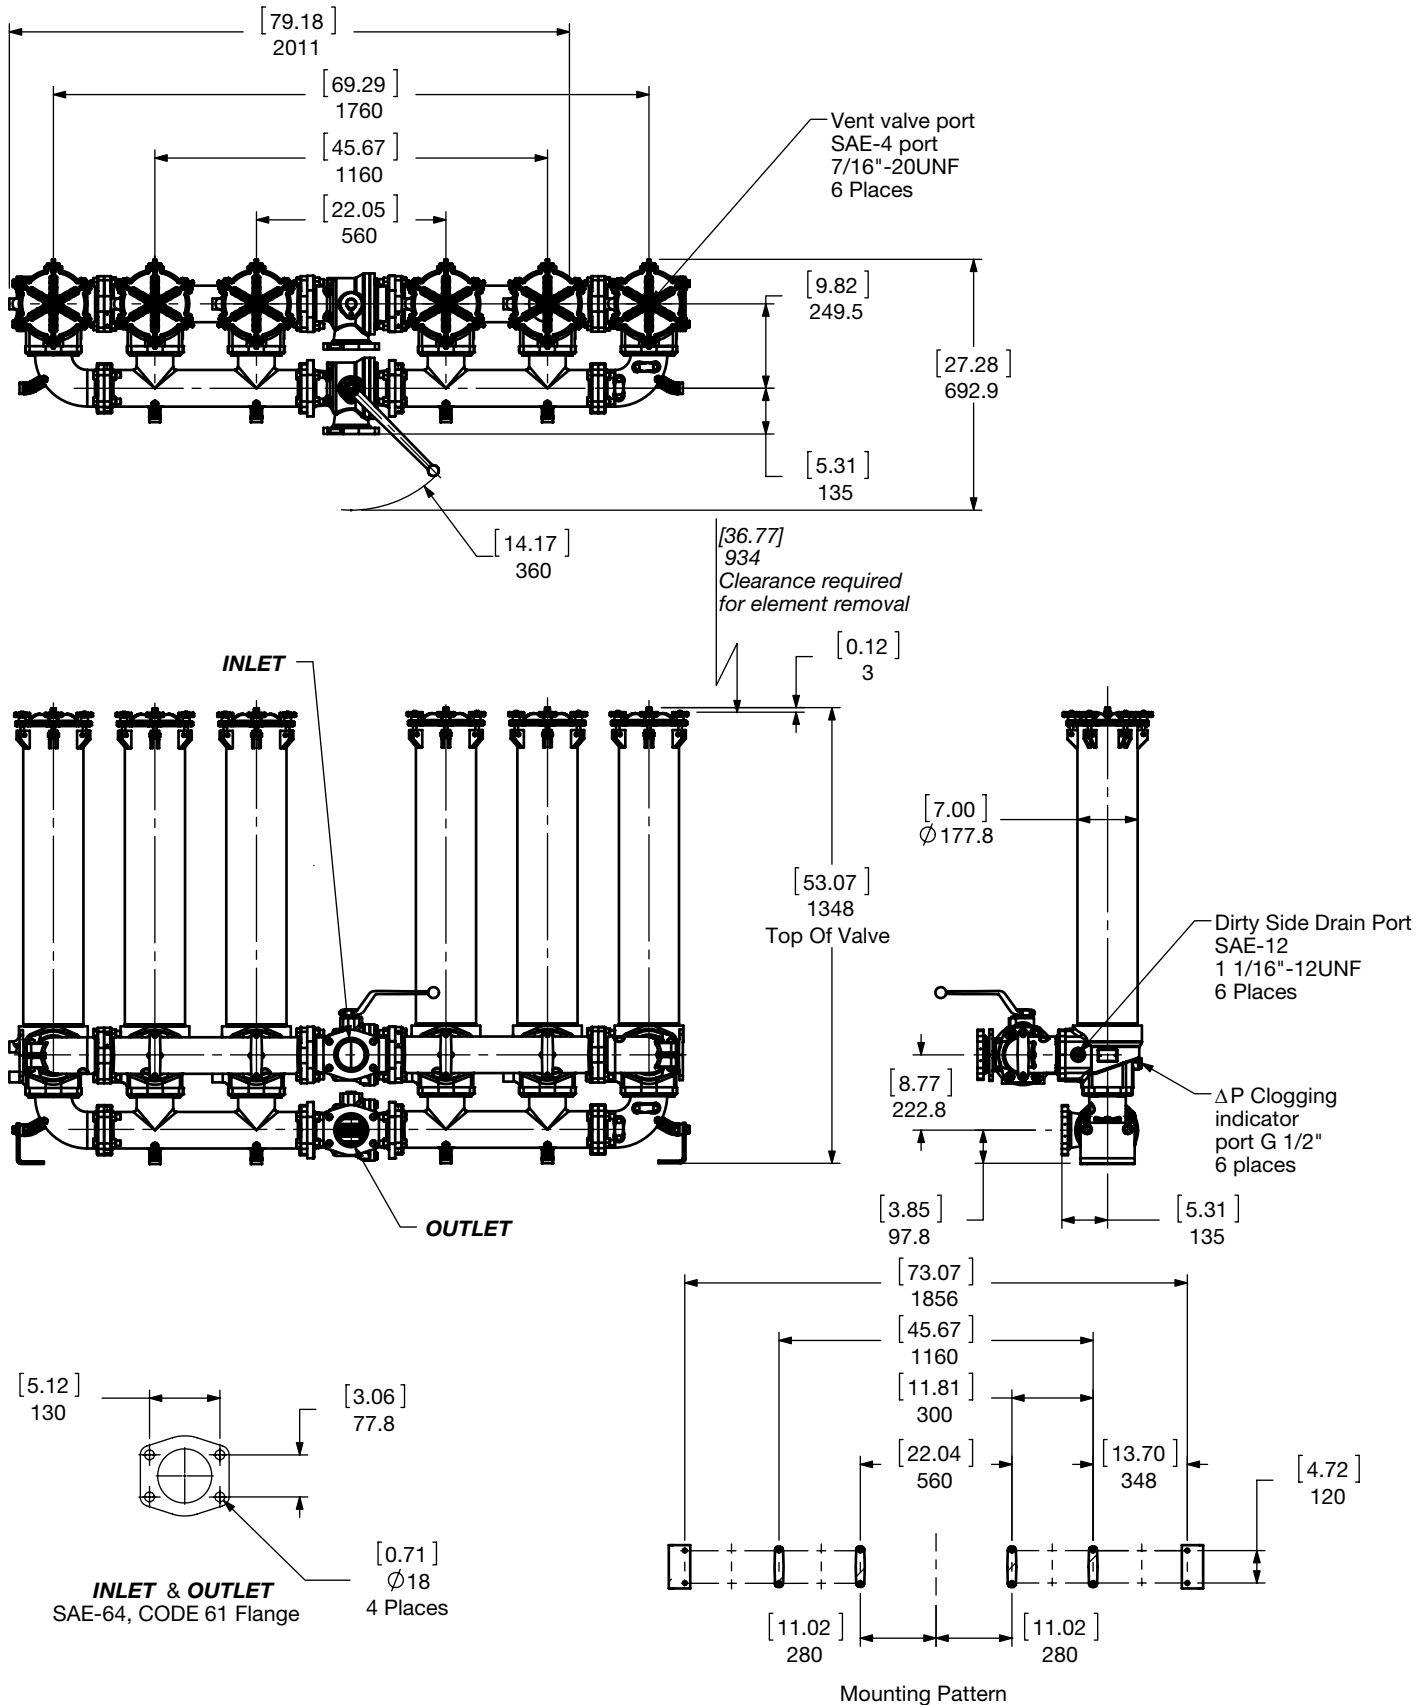 [79.18]
2011
[69.29]
1760
[45.67]
1160
[22.05]
560
Vent valve port
SAE-4 port
7/16"-20UNF
6 Places
[9.82]
249.5
[27.28]
692.9
[5.31]
135
[14.17]
360
[36.77]
934
Clearance required
for element removal
[0.12]
3
INLET
[7.00]
Ø177.8
[53.07]
1348
Top Of Valve
Dirty Side Drain Port
SAE-12
1 1/16"-12UNF
6 Places
[8.77]
222.8
ΔP Clogging
indicator
port G 1/2"
6 places
OUTLET
[3.85]
97.8
[5.31]
135
[73.07]
1856
[45.67]
1160
[11.81]
300
[22.04]
560
[13.70]
348
[4.72]
120
[5.12]
130
[3.06]
77.8
[0.71]
Ø18
4 Places
INLET & OUTLET
SAE-64, CODE 61 Flange
[11.02]
280
[11.02]
280
Mounting Pattern